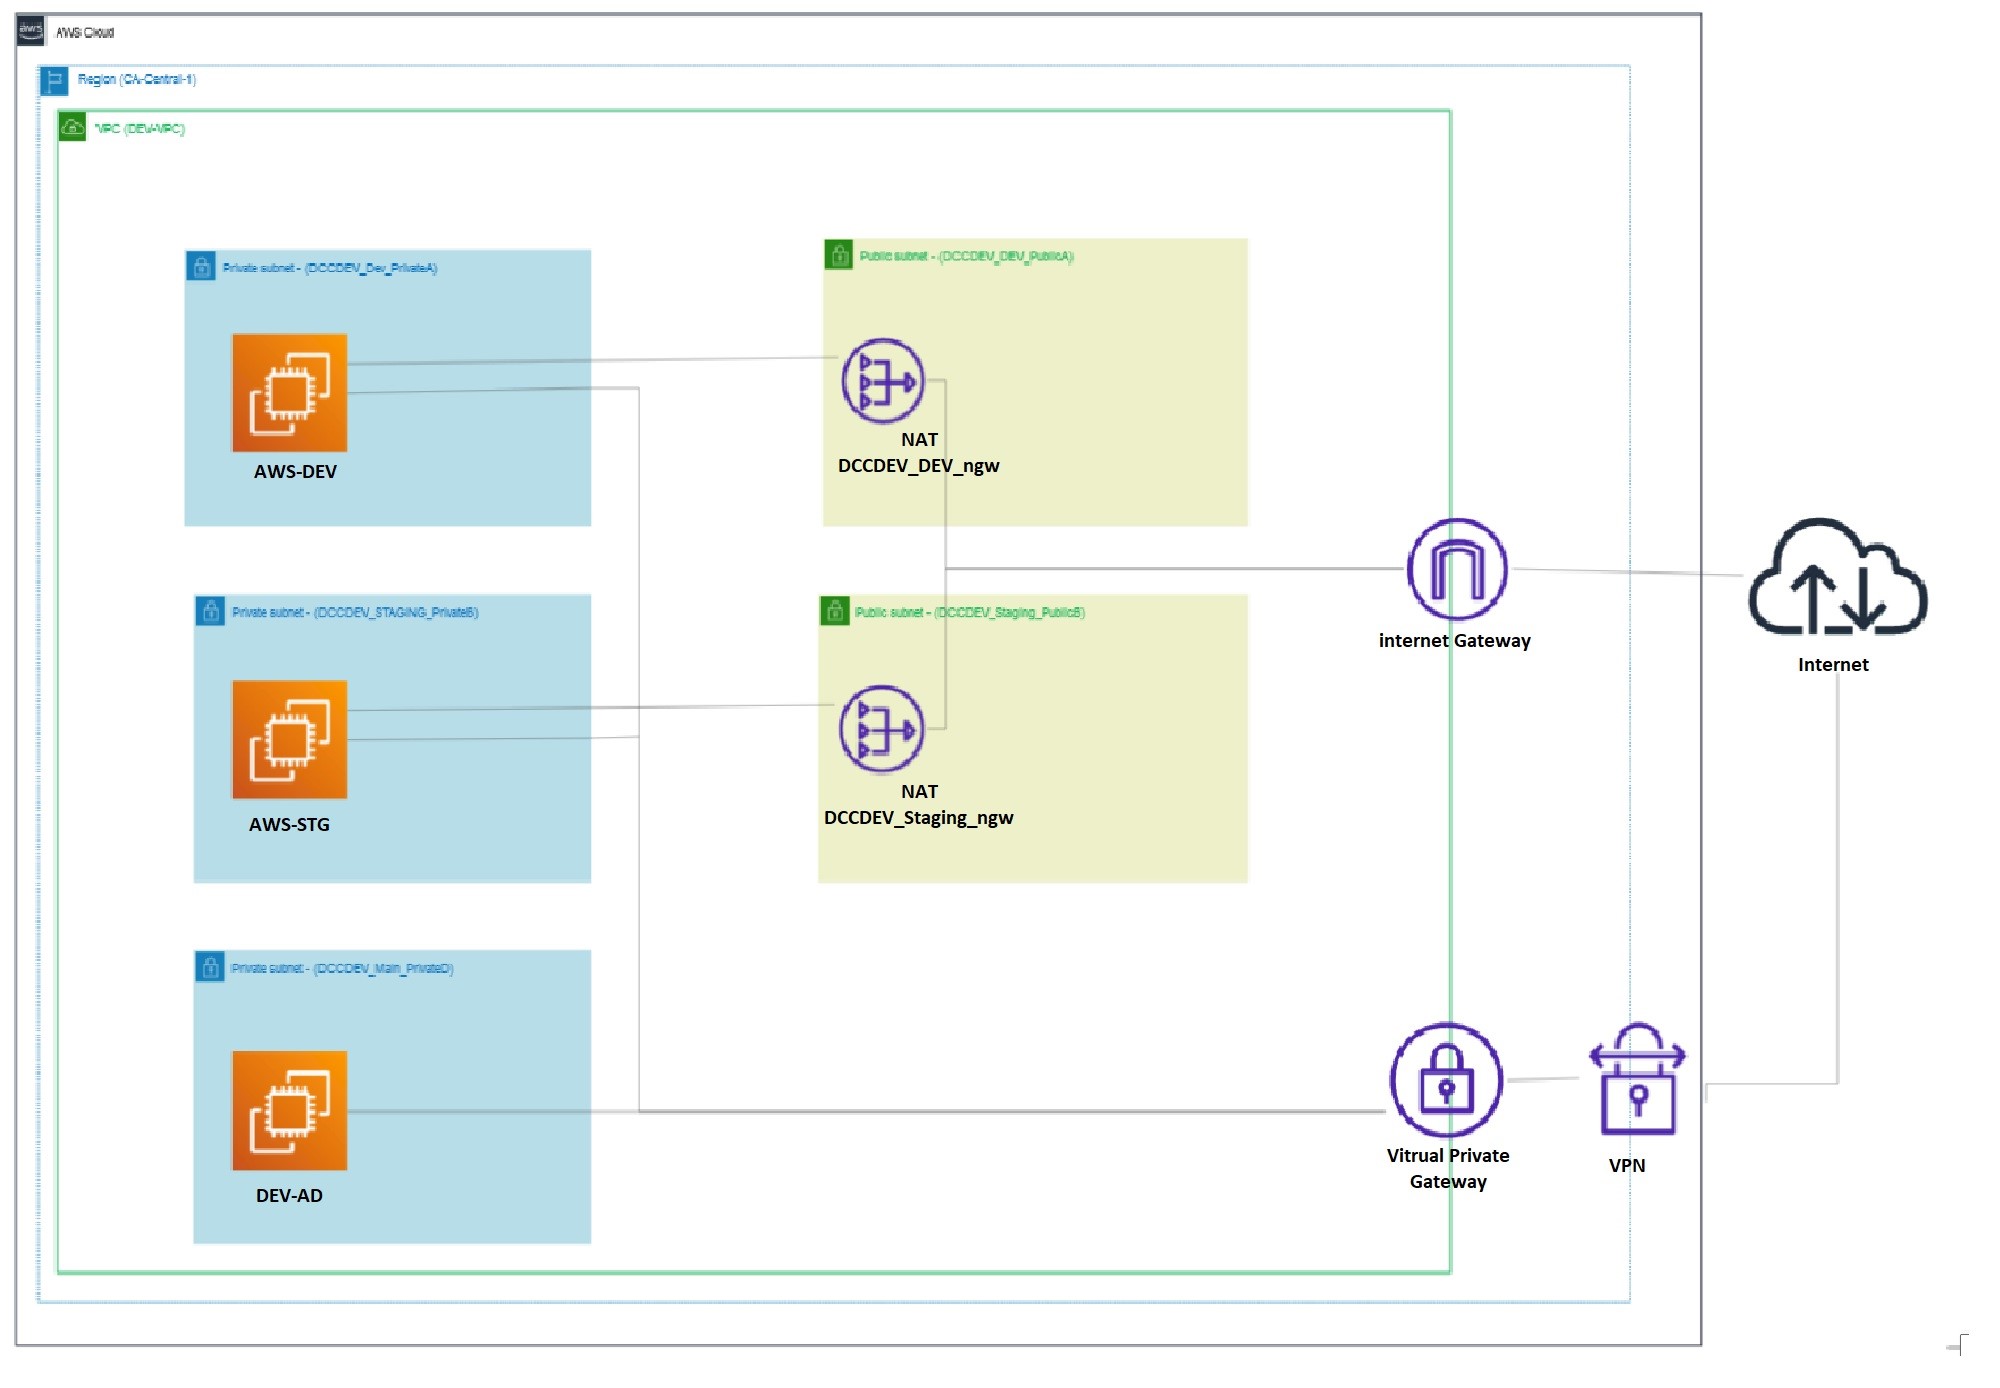 aws
AWS Cloud
Region (CA-Central-1)
VPC (DEV-VPC)
Private subnet - (DCCDEV_Dev_PrivateA)
Public subnet - (DCCDEV_DEV_PublicA)
AWS-DEV
NAT
DCCDEV_DEV_ngw
internet Gateway
Internet
Private subnet - (DCCDEV_STAGING_PrivateB)
Public subnet - (DCCDEV_Staging_PublicB)
AWS-STG
NAT
DCCDEV_Staging_ngw
Private subnet - (DCCDEV_Main_PrivateD)
DEV-AD
Vitrual Private
Gateway
VPN